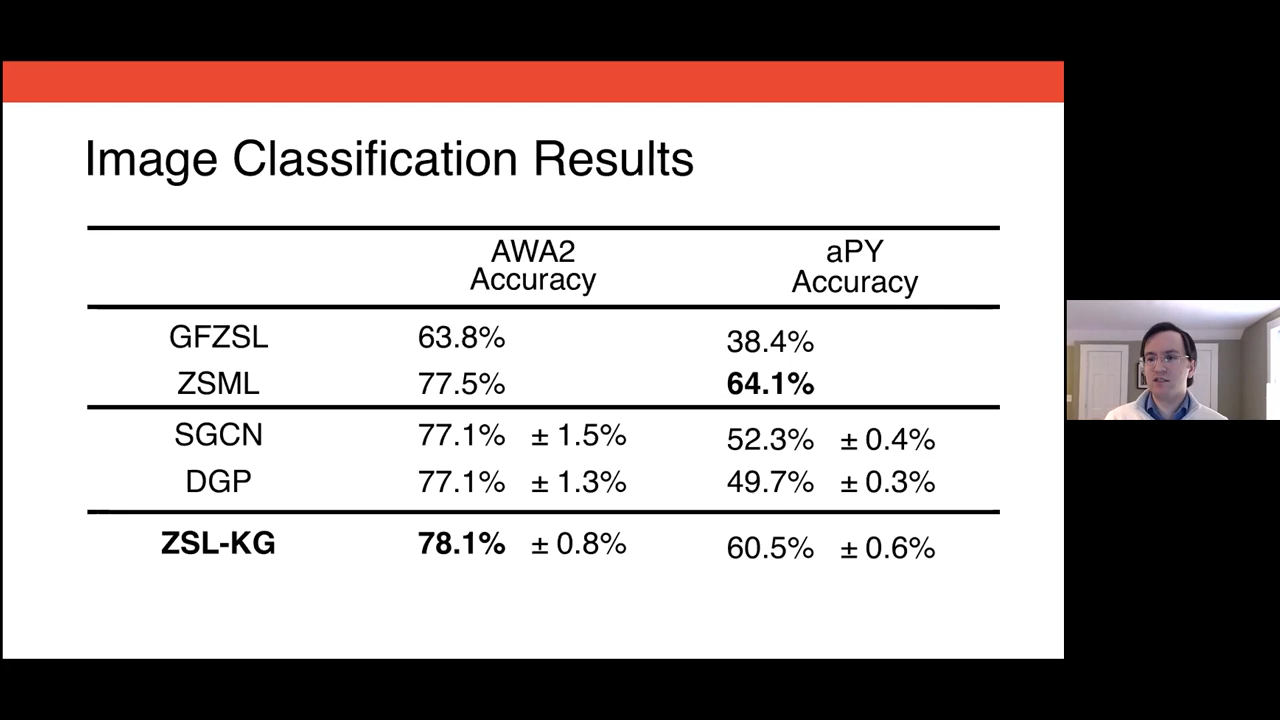 Image Classification Results
AWA2 Accuracy aPY Accuracy
GFZSL 63.8% 38.4%
ZSML 77.5% 64.1%
SGCN 77.1% ± 1.5% 52.3% ± 0.4%
DGP 77.1% ± 1.3% 49.7% ± 0.3%
ZSL-KG 78.1% ± 0.8% 60.5% ± 0.6%